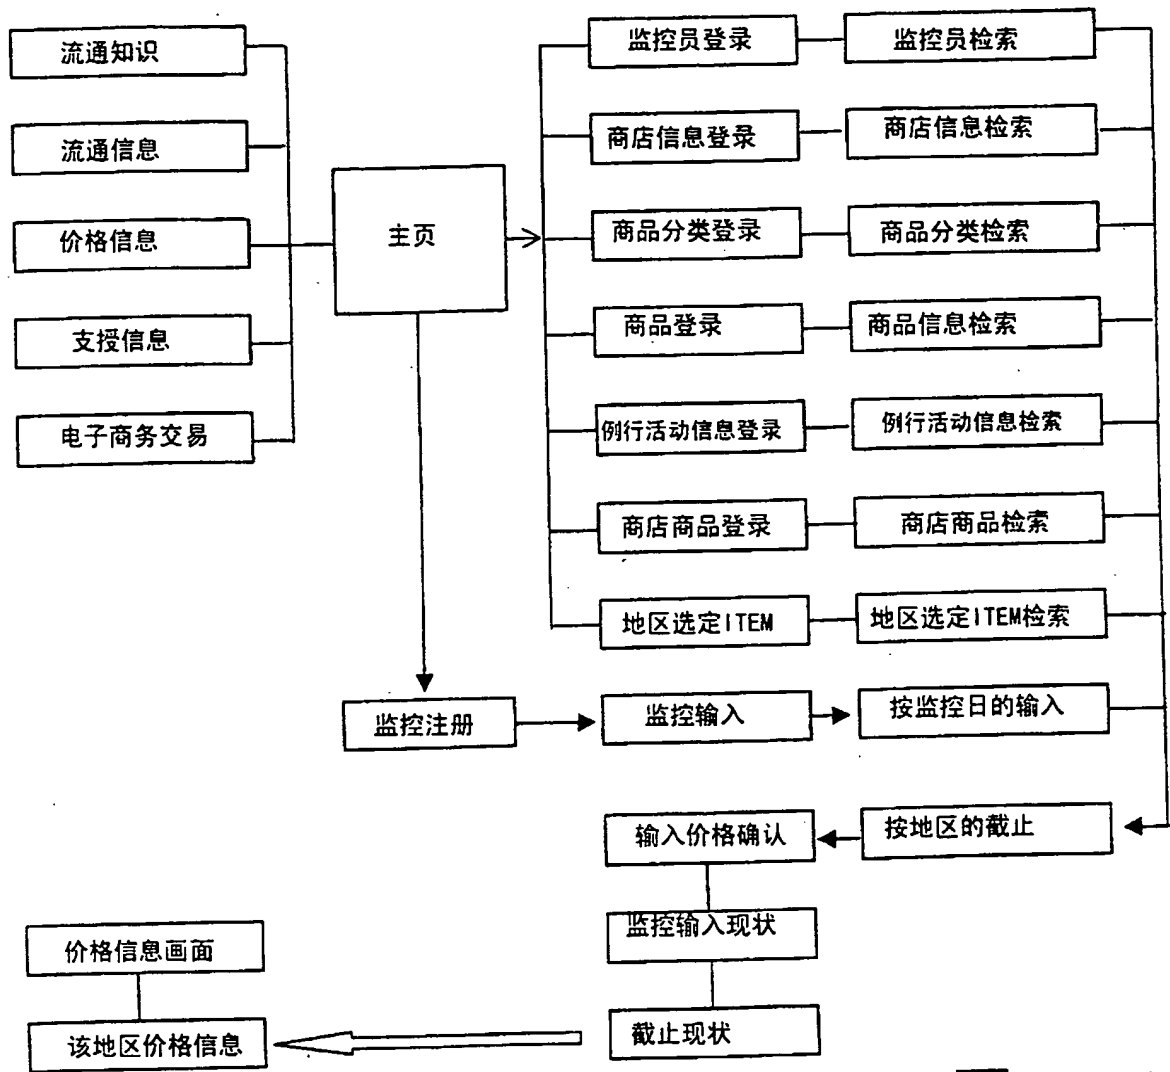 流通知识
流通信息
价格信息
支授信息
电子商务交易
主页
监控员登录
监控员检索
商店信息登录
商店信息检索
商品分类登录
商品分类检索
商品登录
商品信息检索
例行活动信息登录
例行活动信息检索
商店商品登录
商店商品检索
地区选定ITEM
地区选定ITEM检索
监控注册
监控输入
按监控日的输入
输入价格确认
按地区的截止
监控输入现状
截止现状
价格信息画面
该地区价格信息